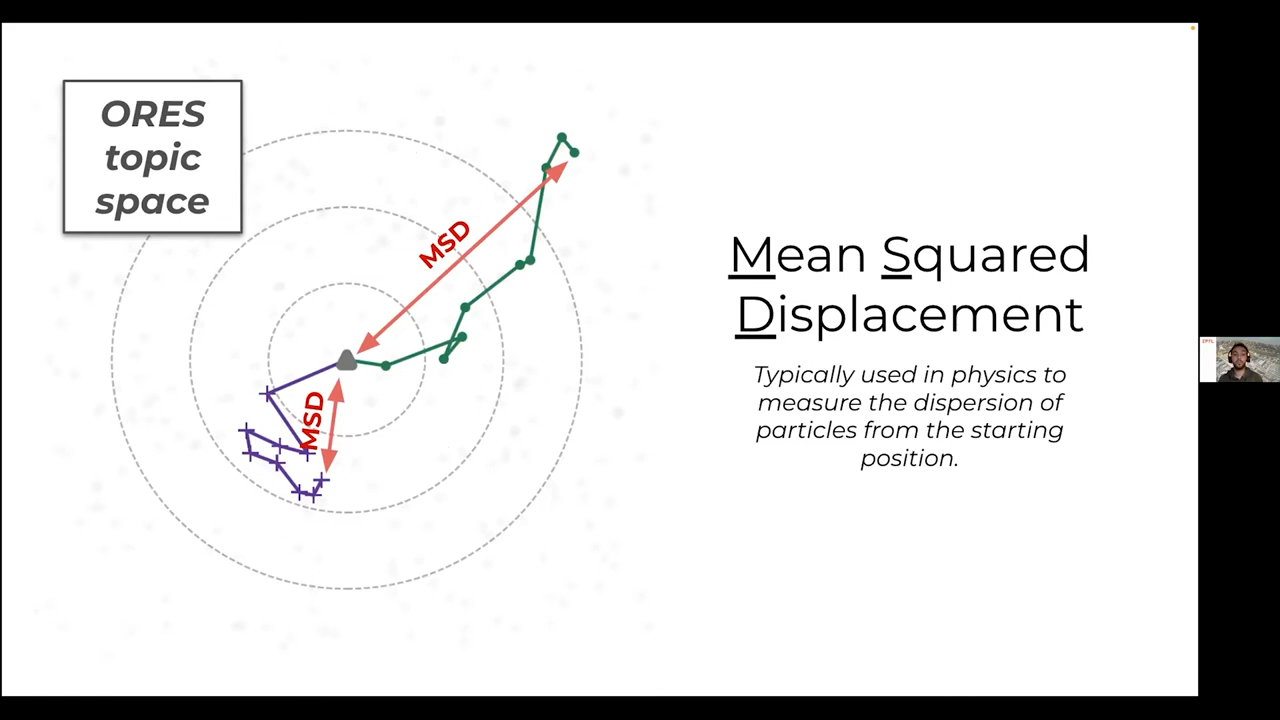 ORES
topic
space
MSD
MSD
Mean Squared
Displacement
Typically used in physics to
measure the dispersion of
particles from the starting
position.
EPFL